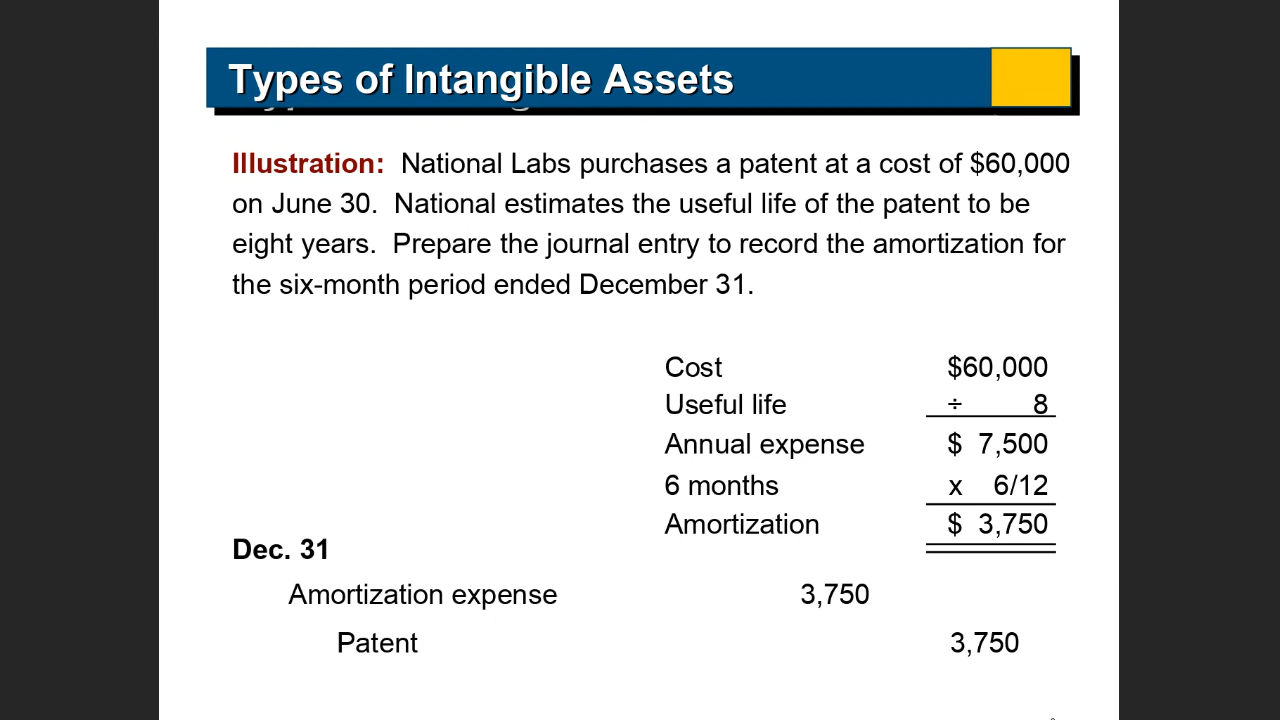 Types of Intangible Assets
Illustration: National Labs purchases a patent at a cost of $60,000
on June 30. National estimates the useful life of the patent to be
eight years. Prepare the journal entry to record the amortization for
the six-month period ended December 31.
Cost $60,000
Useful life ÷ 8
Annual expense $ 7,500
6 months x 6/12
Amortization $ 3,750
Dec. 31
Amortization expense 3,750
Patent 3,750